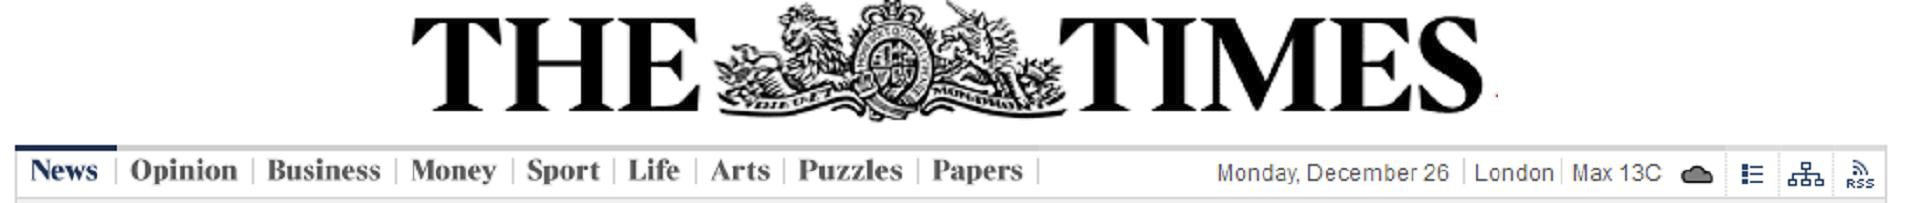 THE TIMES
News Opinion Business Money Sport Life Arts Puzzles Papers Monday, December 26 London Max 13C RSS